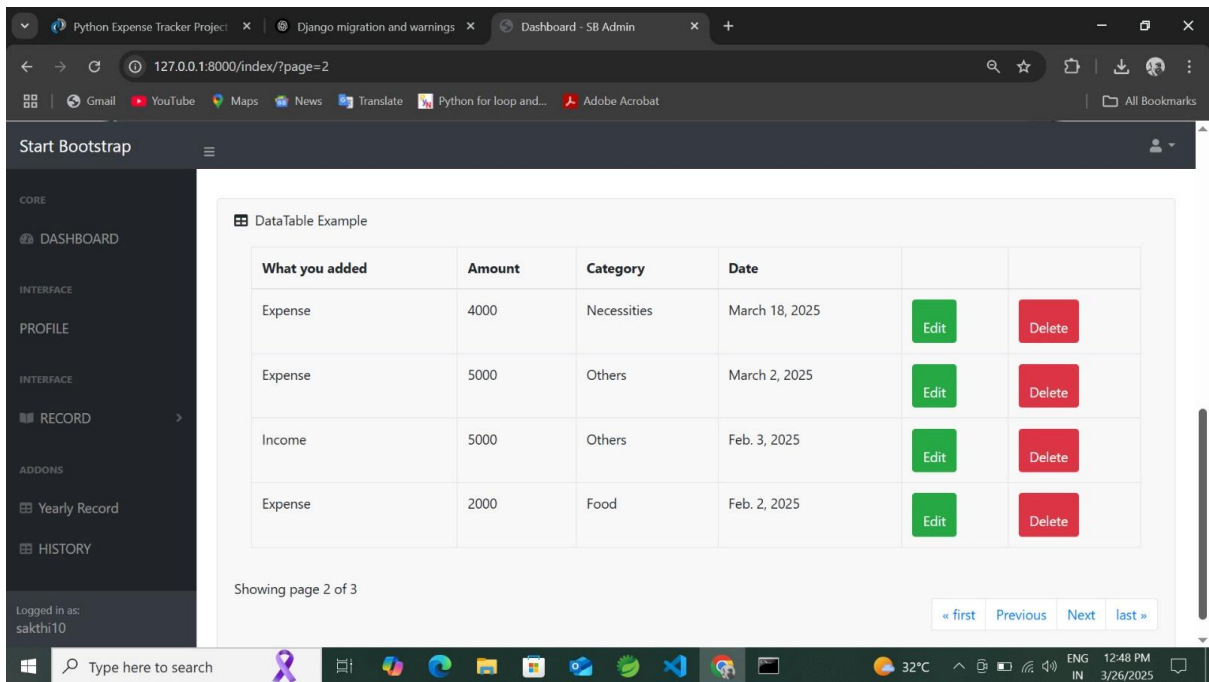 Python Expense Tracker Project
Django migration and warnings
Dashboard - SB Admin
127.0.0.1:8000/index/?page=2
Gmail YouTube Maps News Translate Python for loop and... Adobe Acrobat All Bookmarks
Start Bootstrap
CORE
DASHBOARD
INTERFACE
PROFILE
INTERFACE
RECORD
ADDONS
Yearly Record
HISTORY
Logged in as:
sakthi10
DataTable Example
What you added Amount Category Date
Expense 4000 Necessities March 18, 2025 Edit Delete
Expense 5000 Others March 2, 2025 Edit Delete
Income 5000 Others Feb. 3, 2025 Edit Delete
Expense 2000 Food Feb. 2, 2025 Edit Delete
Showing page 2 of 3
« first Previous Next last »
Type here to search
32°C
ENG
IN
12:48 PM
3/26/2025